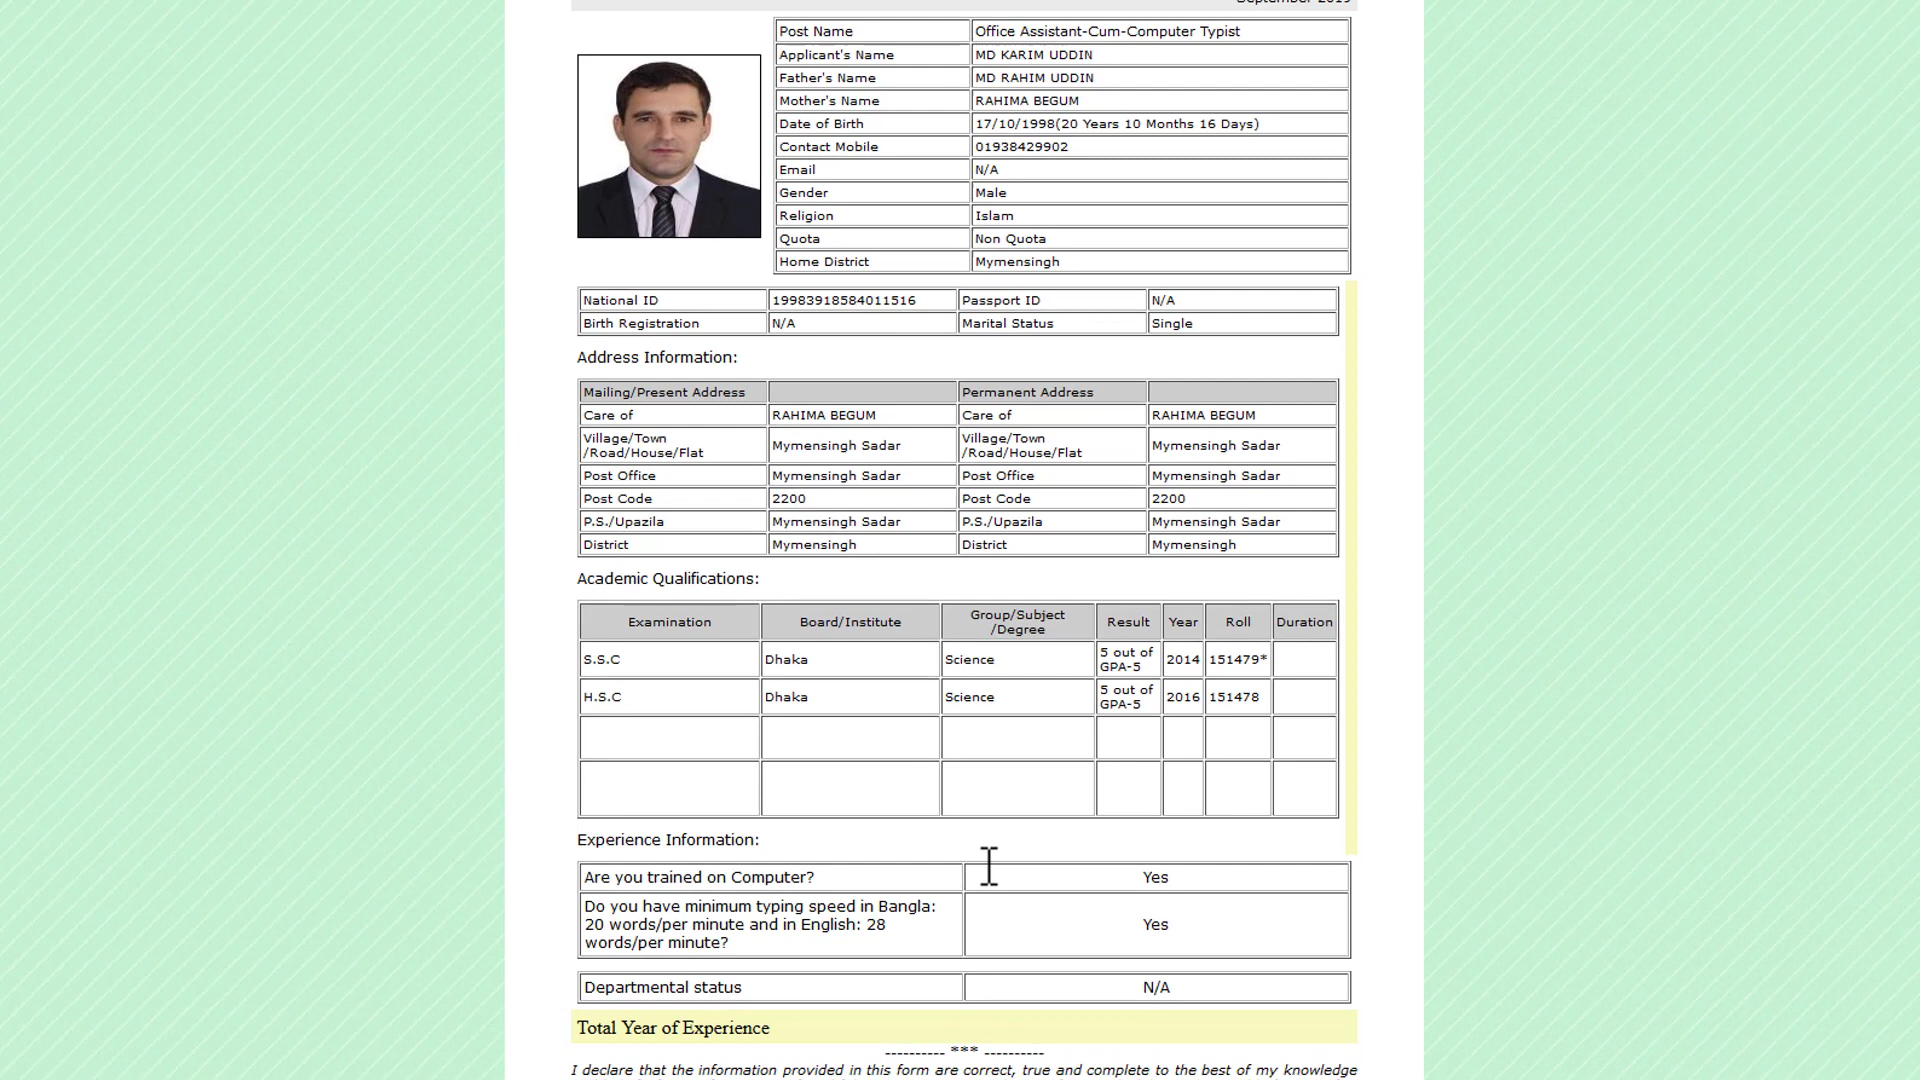 Post Name Office Assistant-Cum-Computer Typist
Applicant's Name MD KARIM UDDIN
Father's Name MD RAHIM UDDIN
Mother's Name RAHIMA BEGUM
Date of Birth 17/10/1998(20 Years 10 Months 16 Days)
Contact Mobile 01938429902
Email N/A
Gender Male
Religion Islam
Quota Non Quota
Home District Mymensingh
National ID 19983918584011516 Passport ID N/A
Birth Registration N/A Marital Status Single
Address Information:
Mailing/Present Address Permanent Address
Care of RAHIMA BEGUM Care of RAHIMA BEGUM
Village/Town /Road/House/Flat Mymensingh Sadar Village/Town /Road/House/Flat Mymensingh Sadar
Post Office Mymensingh Sadar Post Office Mymensingh Sadar
Post Code 2200 Post Code 2200
P.S./Upazila Mymensingh Sadar P.S./Upazila Mymensingh Sadar
District Mymensingh District Mymensingh
Academic Qualifications:
Examination Board/Institute Group/Subject /Degree Result Year Roll Duration
S.S.C Dhaka Science 5 out of GPA-5 2014 151479*
H.S.C Dhaka Science 5 out of GPA-5 2016 151478
Experience Information:
Are you trained on Computer? Yes
Do you have minimum typing speed in Bangla:
20 words/per minute and in English: 28 Yes
words/per minute?
Departmental status N/A
Total Year of Experience
---------- *** ----------
I declare that the information provided in this form are correct, true and complete to the best of my knowledge